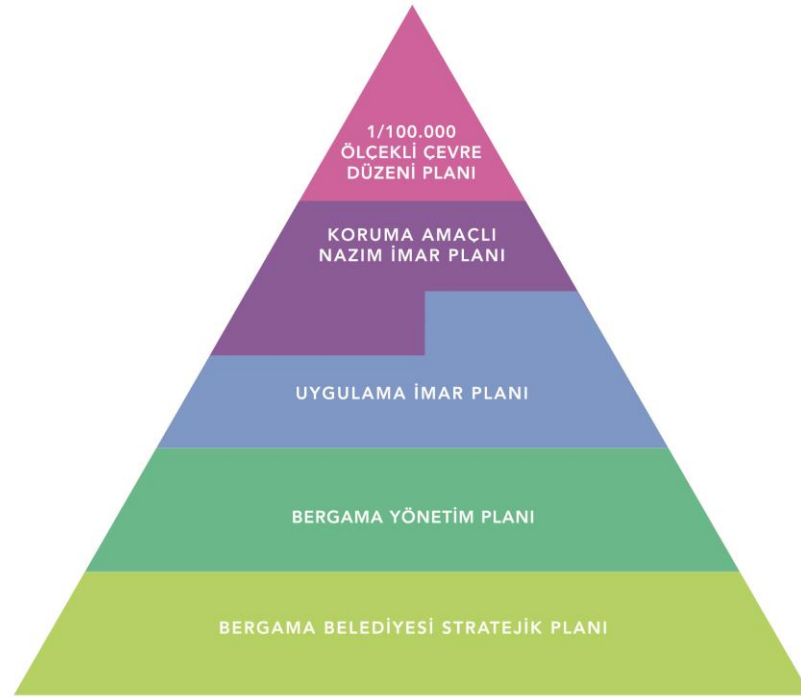 1/100.000
ÖLÇEKLİ ÇEVRE
DÜZENİ PLANI
KORUMA AMAÇLI
NAZIM İMAR PLANI
UYGULAMA İMAR PLANI
BERGAMA YÖNETİM PLANI
BERGAMA BELEDİYESİ STRATEJİK PLANI